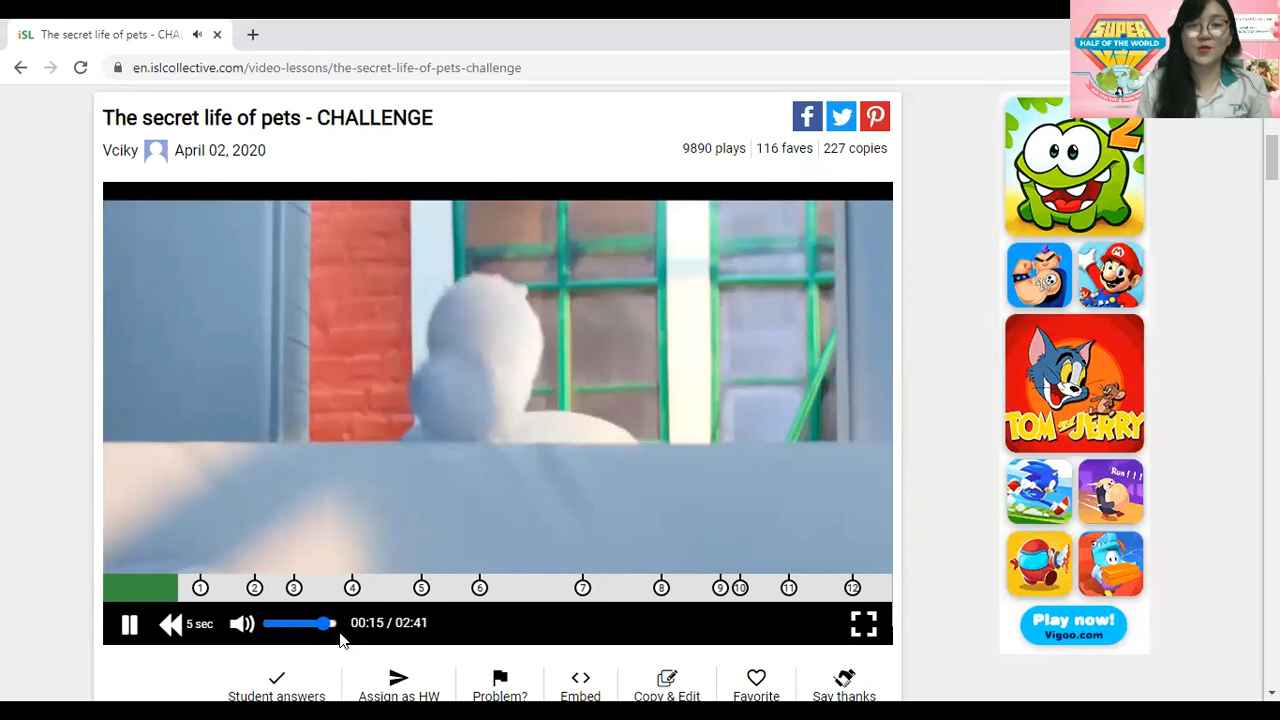 iSL The secret life of pets - CHA
en.islcollective.com/video-lessons/the-secret-life-of-pets-challenge
SUPER
HALF OF THE WORLD
The secret life of pets - CHALLENGE
Vciky April 02, 2020
9890 plays 116 faves 227 copies
2
Run!!!
TOM AND JERRY
1 2 3 4 5 6 7 8 9 10 11 12
5 sec 00:15 / 02:41
Play now!
Vigoo.com
Student answers Assign as HW Problem? Embed Copy & Edit Favorite Say thanks